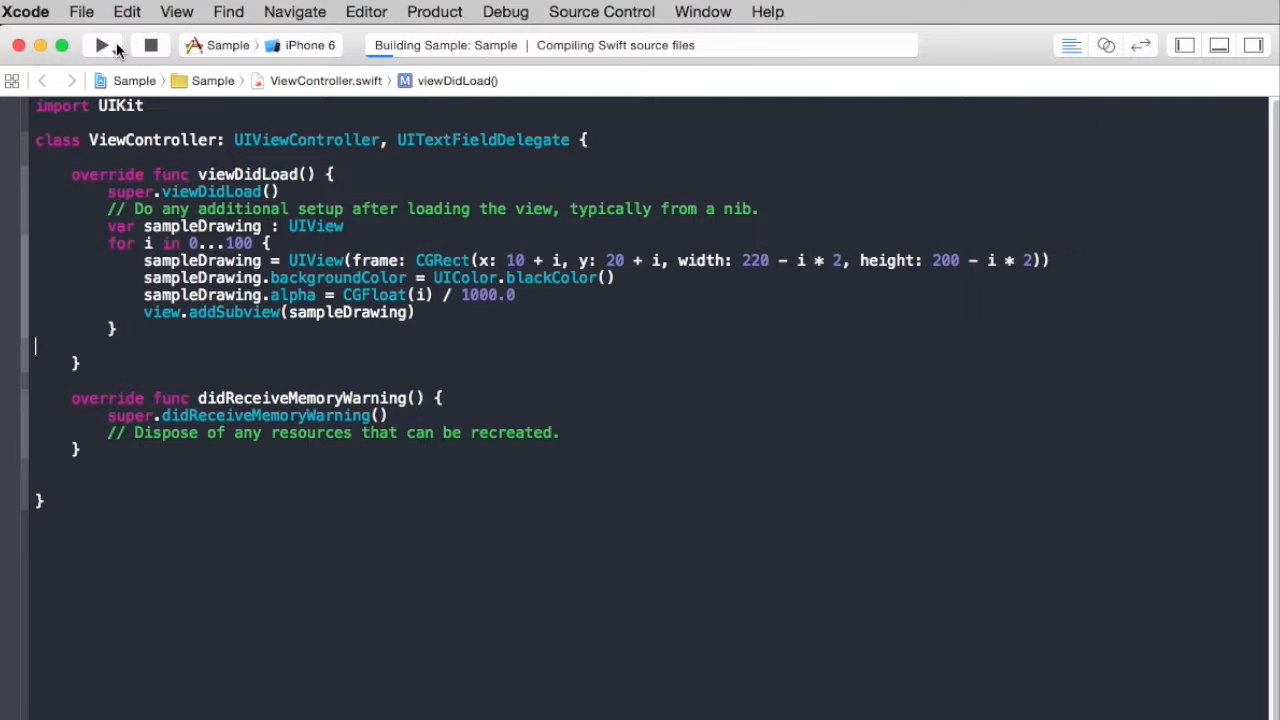 Xcode File Edit View Find Navigate Editor Product Debug Source Control Window Help
Sample iPhone 6 Building Sample: Sample | Compiling Swift source files
Sample Sample ViewController.swift M viewDidLoad()
import UIKit
class ViewController: UIViewController, UITextFieldDelegate {
override func viewDidLoad() {
super.viewDidLoad()
// Do any additional setup after loading the view, typically from a nib.
var sampleDrawing : UIView
for i in 0...100 {
sampleDrawing = UIView(frame: CGRect(x: 10 + i, y: 20 + i, width: 220 - i * 2, height: 200 - i * 2))
sampleDrawing.backgroundColor = UIColor.blackColor()
sampleDrawing.alpha = CGFloat(i) / 1000.0
view.addSubview(sampleDrawing)
}
}
override func didReceiveMemoryWarning() {
super.didReceiveMemoryWarning()
// Dispose of any resources that can be recreated.
}
}